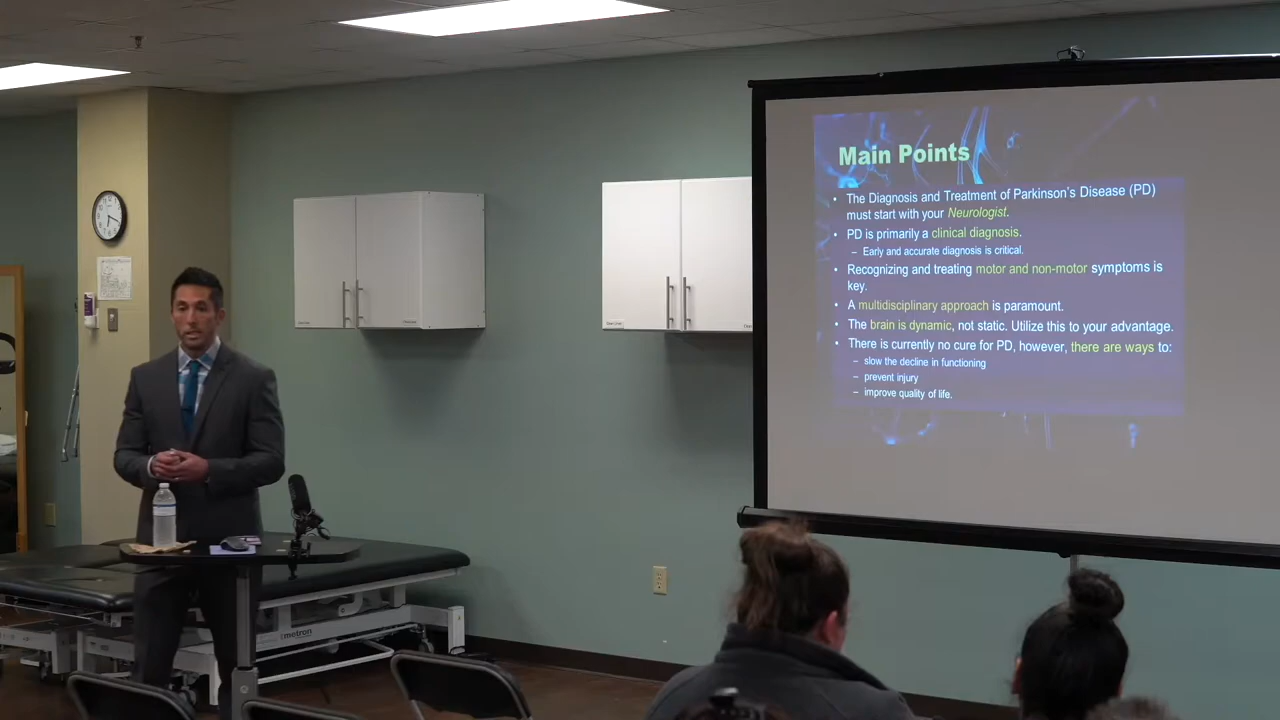 Main Points
• The Diagnosis and Treatment of Parkinson's Disease (PD)
must start with your Neurologist.
• PD is primarily a clinical diagnosis.
– Early and accurate diagnosis is critical.
• Recognizing and treating motor and non-motor symptoms is
key.
• A multidisciplinary approach is paramount.
• The brain is dynamic, not static. Utilize this to your advantage.
• There is currently no cure for PD, however, there are ways to:
– slow the decline in functioning
– prevent injury
– improve quality of life.
metron